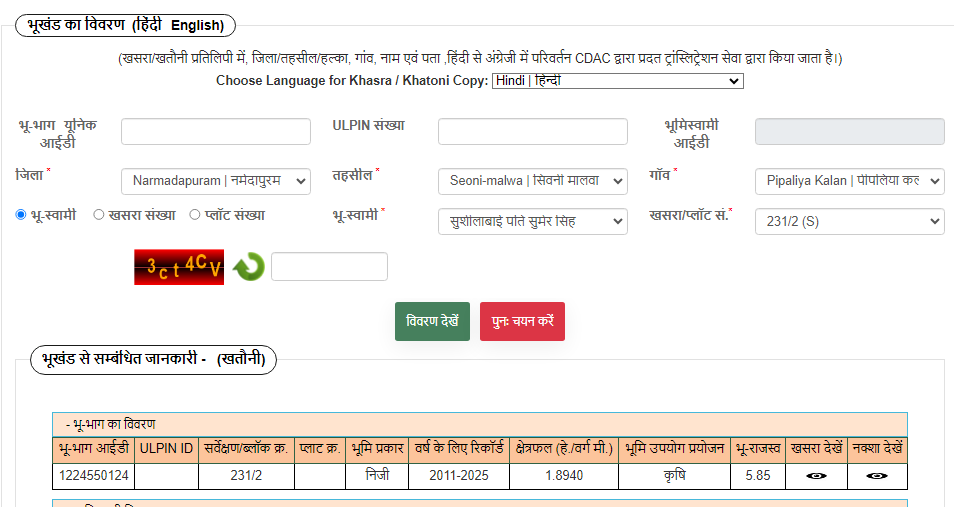 भूखंड का विवरण (हिंदी English)
(खसरा/खतौनी प्रतिलिपी में, जिला/तहसील/हल्का, गांव, नाम एवं पता ,हिंदी से अंग्रेजी में परिवर्तन CDAC द्वारा प्रदत ट्रांस्लिट्रेशन सेवा द्वारा किया जाता है।)
Choose Language for Khasra / Khatoni Copy: Hindi | हिन्दी
भू-भाग यूनिक आईडी ULPIN संख्या भूमिस्वामी आईडी
जिला * Narmadapuram | नर्मदापुरम तहसील * Seoni-malwa | सिवनी मालवा गाँव * Pipaliya Kalan | पीपलिया कल
भू-स्वामी खसरा संख्या प्लॉट संख्या भू-स्वामी * सुशीलाबाई पति सुमेर सिंह खसरा/प्लॉट सं.* 231/2 (S)
3ct4CV
विवरण देखें पुनः चयन करें
भूखंड से सम्बंधित जानकारी - (खतौनी)
- भू-भाग का विवरण
भू-भाग आईडी ULPIN ID सर्वेक्षण/ब्लॉक क्र. प्लाट क्र. भूमि प्रकार वर्ष के लिए रिकॉर्ड क्षेत्रफल (हे./वर्ग मी.) भूमि उपयोग प्रयोजन भू-राजस्व खसरा देखें नक्शा देखें
1224550124 231/2 निजी 2011-2025 1.8940 कृषि 5.85